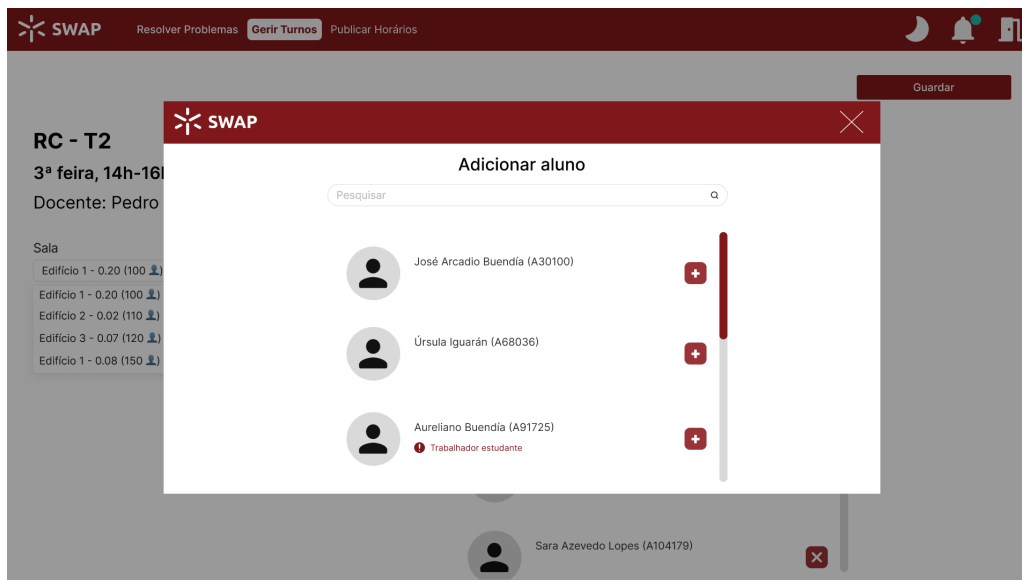 SWAP
Resolver Problemas Gerir Turnos Publicar Horários
Guardar
RC - T2
3ª feira, 14h-16
Docente: Pedro
Sala
Edifício 1 - 0.20 (100 👤)
Edifício 1 - 0.20 (100 👤)
Edifício 2 - 0.02 (110 👤)
Edifício 3 - 0.07 (120 👤)
Edifício 1 - 0.08 (150 👤)
SWAP
Adicionar aluno
Pesquisar
José Arcadio Buendía (A30100)
Úrsula Iguarán (A68036)
Aureliano Buendía (A91725)
Trabalhador estudante
Sara Azevedo Lopes (A104179)